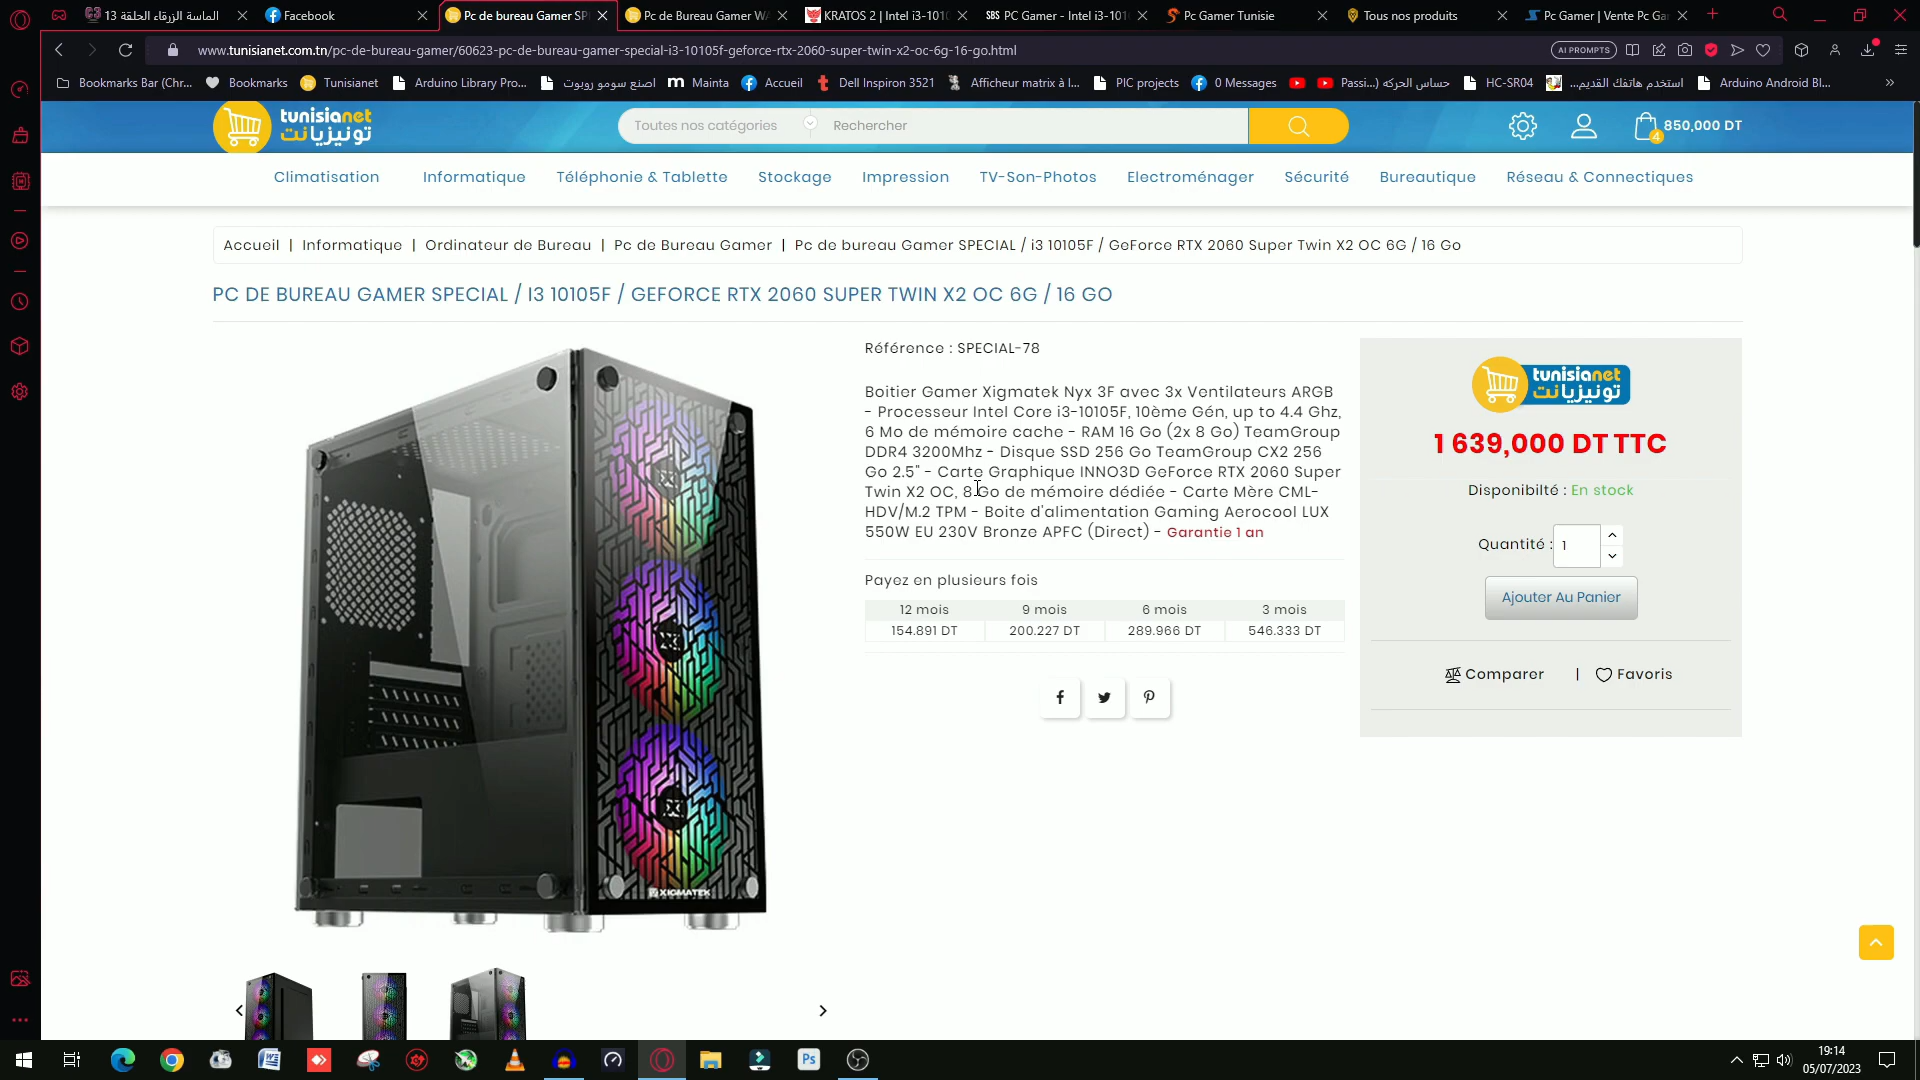 الماسة الزرقاء الحلقة 13
Facebook
Pc de bureau Gamer SP
Pc de Bureau Gamer W
KRATOS 2 | Intel i3-101
SBS PC Gamer - Intel i3-101
Pc Gamer Tunisie
Tous nos produits
Pc Gamer | Vente Pc Ga
www.tunisianet.com.tn/pc-de-bureau-gamer/60623-pc-de-bureau-gamer-special-i3-10105f-geforce-rtx-2060-super-twin-x2-oc-6g-16-go.html
AI PROMPTS
Bookmarks Bar (Chr...
Bookmarks
Tunisianet
Arduino Library Pro...
اصنع سومو روبوت
Mainta
Accueil
Dell Inspiron 3521
Afficheur matrix à l...
PIC projects
0 Messages
حساس الحركه (Passi...
HC-SR04
استخدم هاتفك القديم...
Arduino Android Bl...
tunisianet
تونيزيانت
Toutes nos catégories
Rechercher
4
850,000 DT
Climatisation
Informatique
Téléphonie & Tablette
Stockage
Impression
TV-Son-Photos
Electroménager
Sécurité
Bureautique
Réseau & Connectiques
Accueil | Informatique | Ordinateur de Bureau | Pc de Bureau Gamer | Pc de bureau Gamer SPECIAL / i3 10105F / GeForce RTX 2060 Super Twin X2 OC 6G / 16 Go
PC DE BUREAU GAMER SPECIAL / I3 10105F / GEFORCE RTX 2060 SUPER TWIN X2 OC 6G / 16 GO
XIGMATEK
Référence : SPECIAL-78
Boitier Gamer Xigmatek Nyx 3F avec 3x Ventilateurs ARGB
- Processeur Intel Core i3-10105F, 10ème Gén, up to 4.4 Ghz,
6 Mo de mémoire cache - RAM 16 Go (2x 8 Go) TeamGroup
DDR4 3200Mhz - Disque SSD 256 Go TeamGroup CX2 256
Go 2.5" - Carte Graphique INNO3D GeForce RTX 2060 Super
Twin X2 OC, 8 Go de mémoire dédiée - Carte Mère CML-
HDV/M.2 TPM - Boite d'alimentation Gaming Aerocool LUX
550W EU 230V Bronze APFC (Direct) - Garantie 1 an
Payez en plusieurs fois
12 mois 9 mois 6 mois 3 mois
154.891 DT 200.227 DT 289.966 DT 546.333 DT
tunisianet
تونيزيانت
1 639,000 DT TTC
Disponibilté : En stock
Quantité : 1
Ajouter Au Panier
Comparer | Favoris
Ps
19:14
05/07/2023